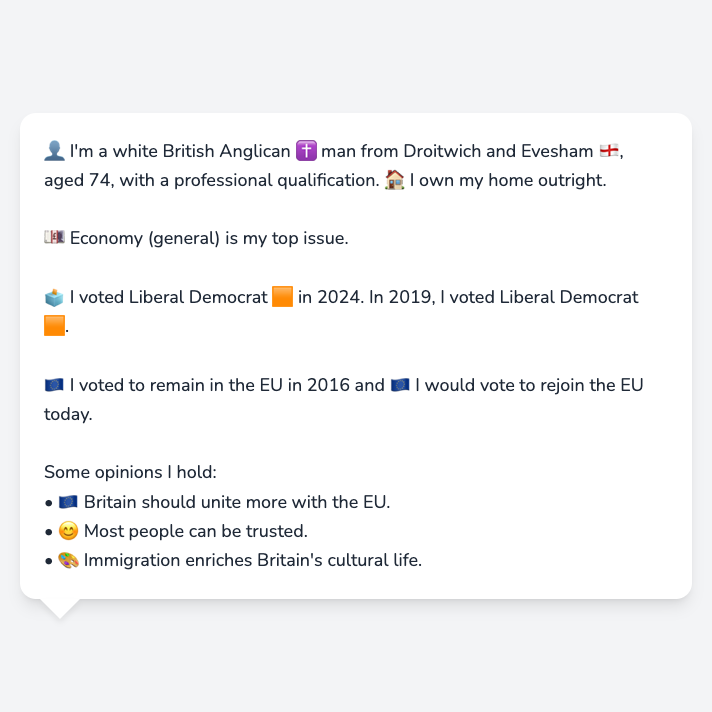 👤 I'm a white British Anglican ✝️ man from Droitwich and Evesham 🏴󠁧󠁢󠁥󠁮󠁧󠁿,
aged 74, with a professional qualification. 🏠 I own my home outright.
💷 Economy (general) is my top issue.
🗳️ I voted Liberal Democrat 🟧 in 2024. In 2019, I voted Liberal Democrat
🟧.
🇪🇺 I voted to remain in the EU in 2016 and 🇪🇺 I would vote to rejoin the EU
today.
Some opinions I hold:
• 🇪🇺 Britain should unite more with the EU.
• 😊 Most people can be trusted.
• 🎨 Immigration enriches Britain's cultural life.